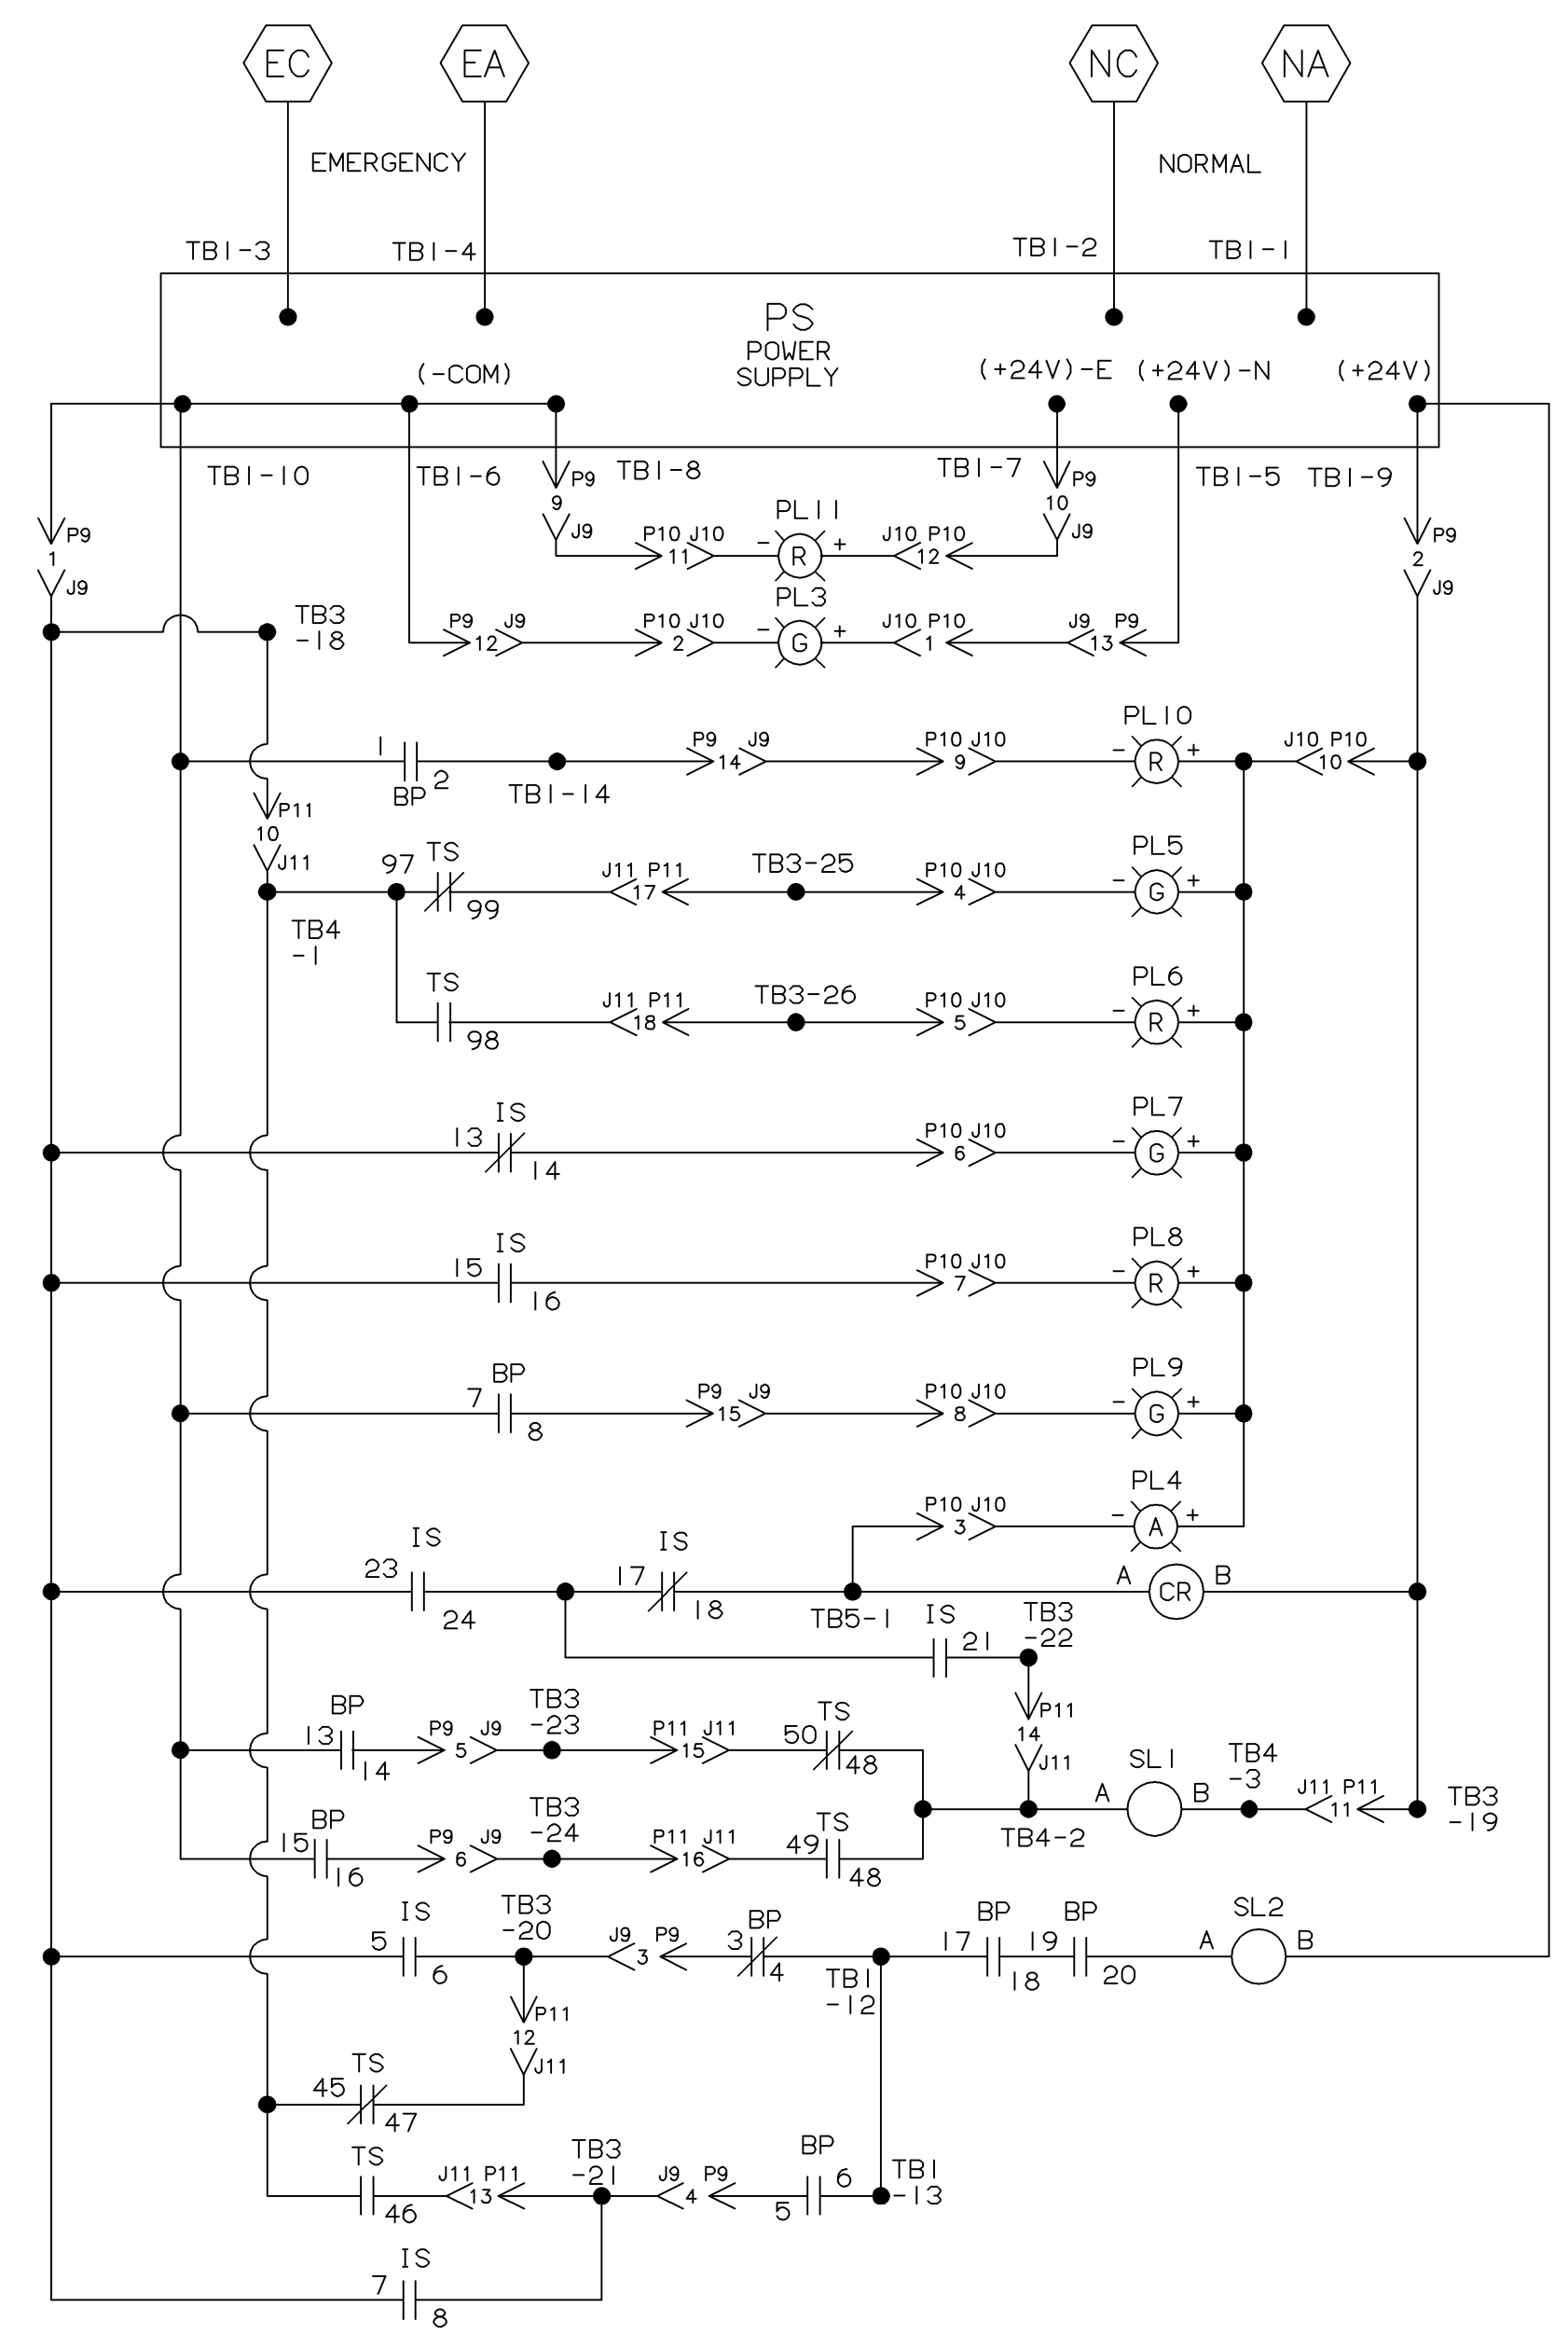 EC EA NC NA
EMERGENCY NORMAL
TB1-3 TB1-4 TB1-2 TB1-1
PS
POWER
SUPPLY
(-COM) (+24V)-E (+24V)-N (+24V)
TB1-10 TB1-6 P9 TB1-8 TB1-7 P9 TB1-5 TB1-9
9 10
PL11
P9 J9 P10 J10 - R + J10 P10 J9 P9
1 11 12 2
J9 J9
PL3
TB3
-18
P9 J9 P10 J10 - G + J10 P10 J9 P9
12 2 1 13
PL10
1 P9 J9 P10 J10 - R + J10 P10
2 14 9 10
BP TB1-14
P11
10
J11
PL5
97 TS J11 P11 TB3-25 P10 J10 - G +
99 17 4
TB4
-1
PL6
TS J11 P11 TB3-26 P10 J10 - R +
98 18 5
PL7
IS
13 P10 J10 - G +
14 6
PL8
IS
15 P10 J10 - R +
16 7
PL9
BP
7 P9 J9 P10 J10 - G +
8 15 8
PL4
P10 J10 - A +
3
IS IS
23 17 A CR B
24 18 TB5-1
IS 21 TB3
-22
P11
14
J11
BP TB3
-23 TS
13 P9 J9 P11 J11 50
14 5 15 48
SL1 TB4
-3
A B J11 P11 TB3
-19
11
TB4-2
BP TB3
-24 TS
15 P9 J9 P11 J11 49
16 6 16 48
IS TB3
-20 BP BP BP SL2
5 J9 P9 3 17 19 A B
6 3 4 18 20
TB1
-12
P11
12
J11
TS
45
47
TS TB3
-21 BP
J11 P11 J9 P9 6 TB1
-13
46 13 4 5
IS
7
8